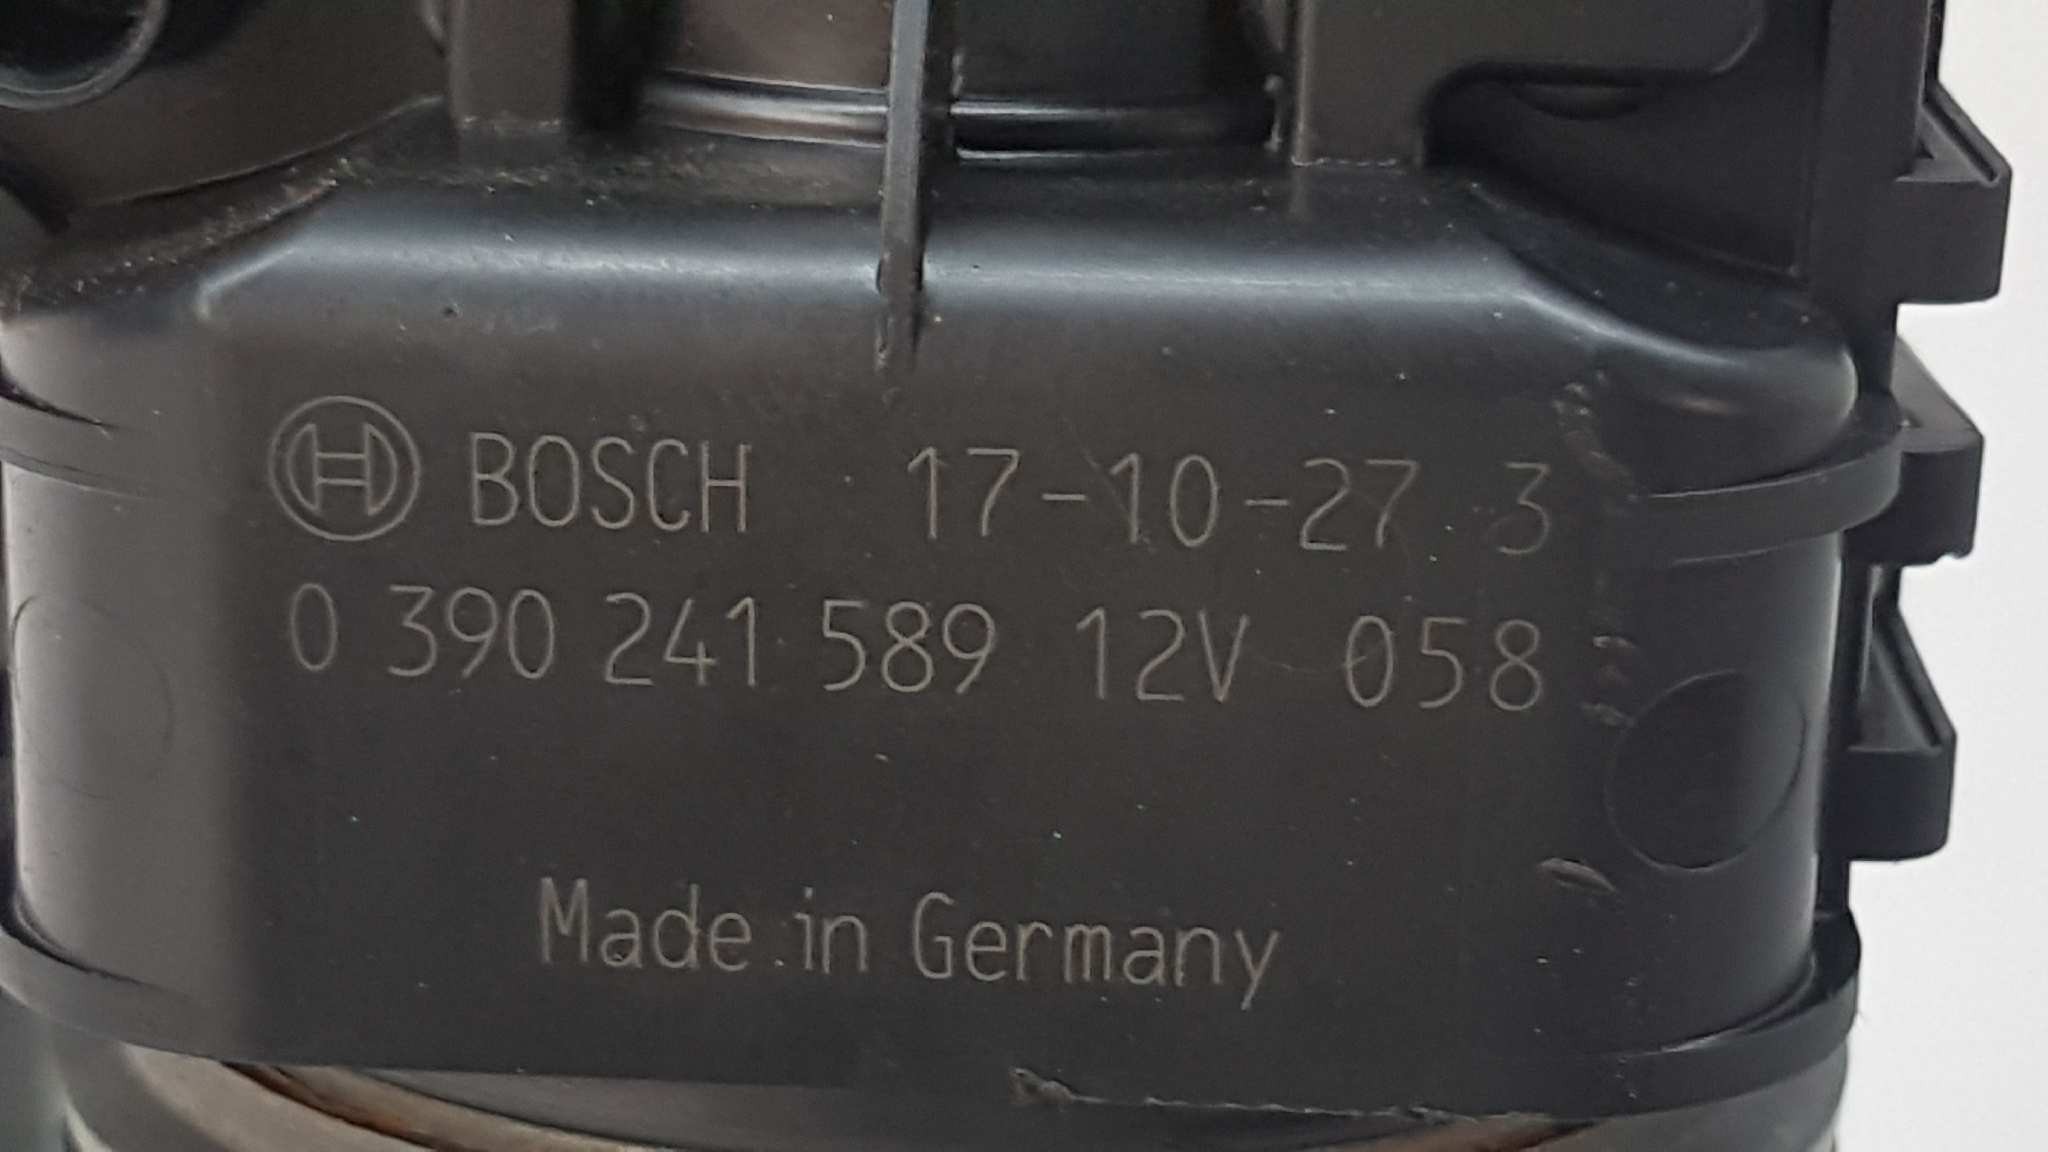 BOSCH 17-10-27 3
0 390 241 589 12V 058
Made in Germany